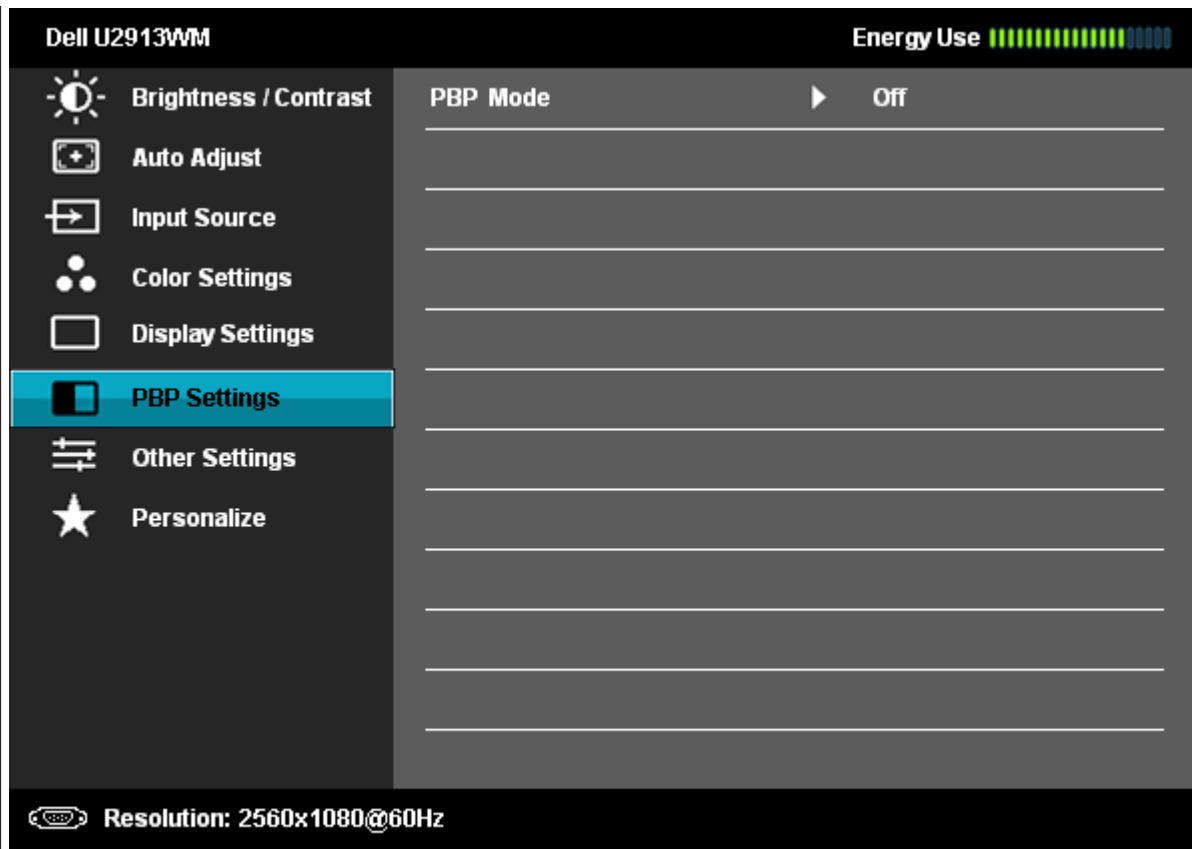 Dell U2913WM Energy Use
Brightness / Contrast PBP Mode Off
Auto Adjust
Input Source
Color Settings
Display Settings
PBP Settings
Other Settings
Personalize
Resolution: 2560x1080@60Hz